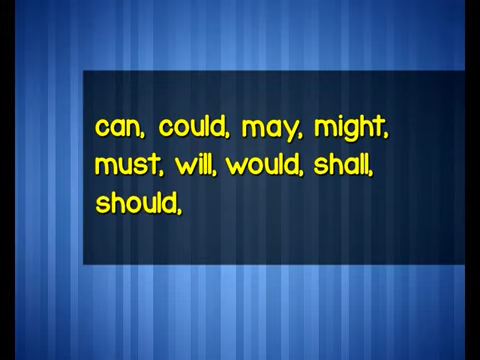 can, could, may, might,
must, will, would, shall,
should,